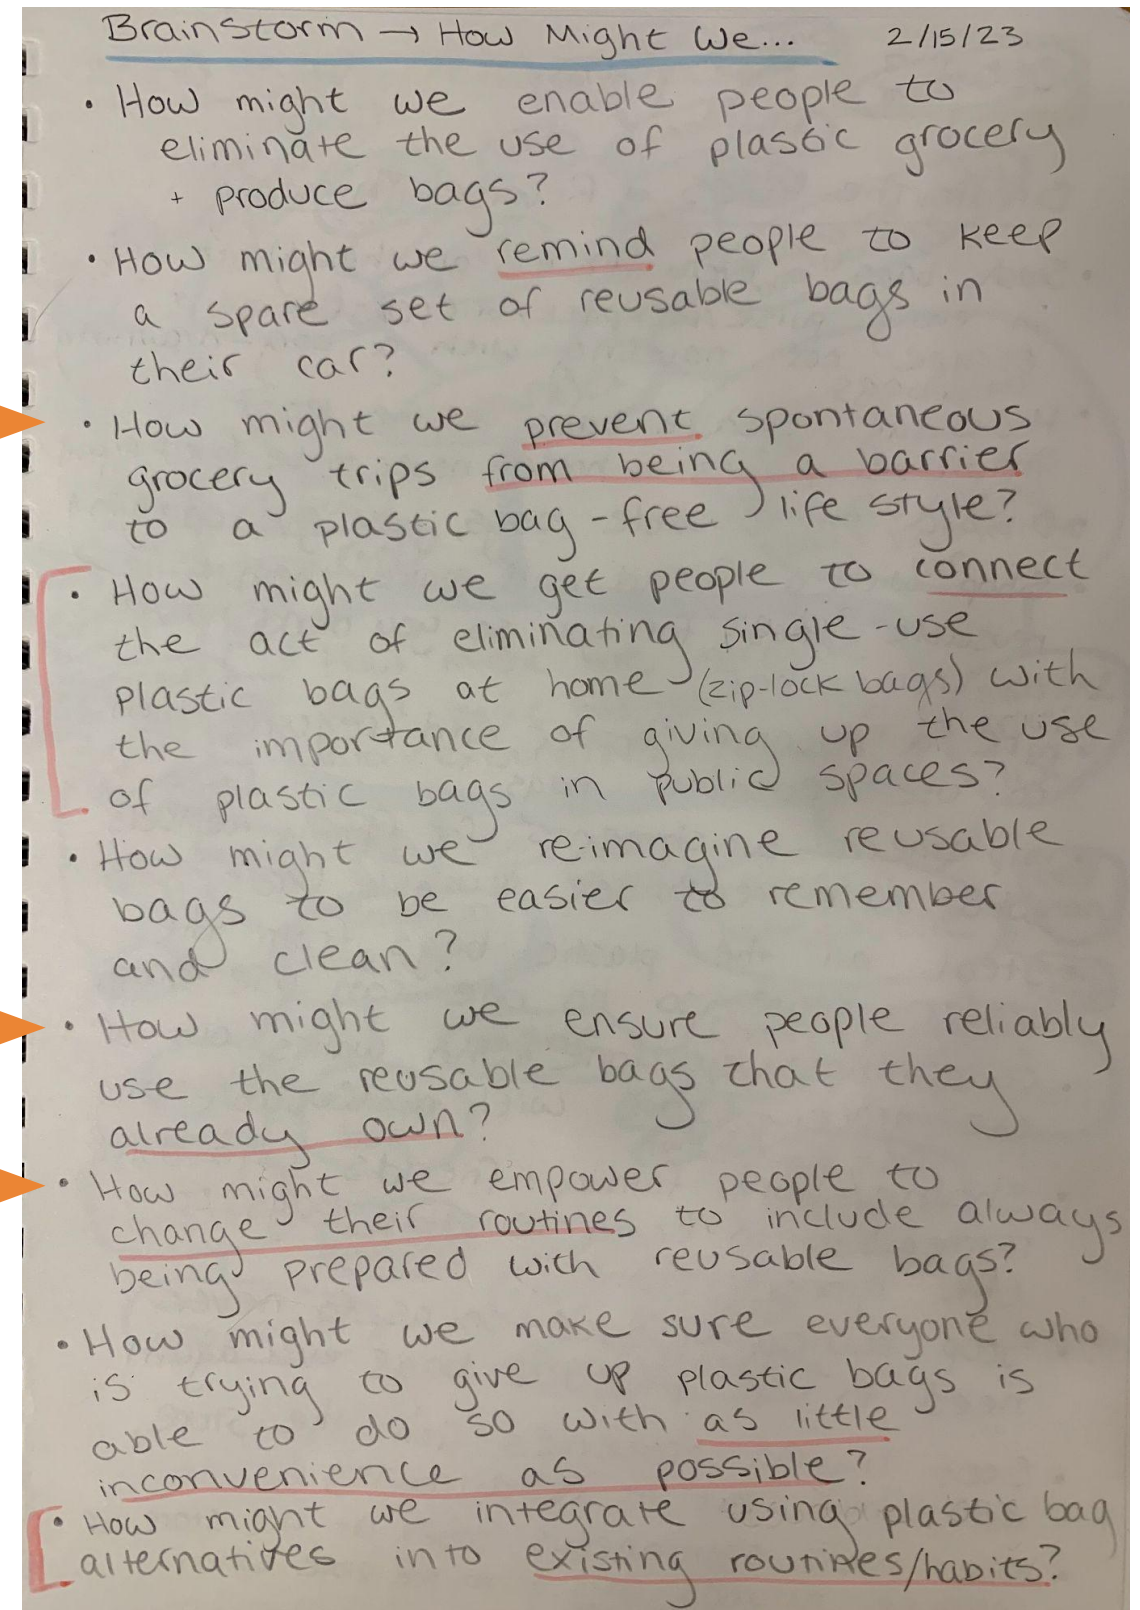 Brainstorm → How Might We... 2/15/23
• How might we enable people to
eliminate the use of plastic grocery
+ produce bags?
• How might we remind people to keep
a spare set of reusable bags in
their car?
• How might we prevent spontaneous
grocery trips from being a barrier
to a plastic bag-free life style?
• How might we get people to connect
the act of eliminating single-use
plastic bags at home (zip-lock bags) with
the importance of giving up the use
of plastic bags in public spaces?
• How might we re-imagine reusable
bags to be easier to remember
and clean?
• How might we ensure people reliably
use the reusable bags that they
already own?
• How might we empower people to
change their routines to include always
being prepared with reusable bags?
• How might we make sure everyone who
is trying to give up plastic bags is
able to do so with as little
inconvenience as possible?
• How might we integrate using plastic bag
alternatives into existing routines/habits?